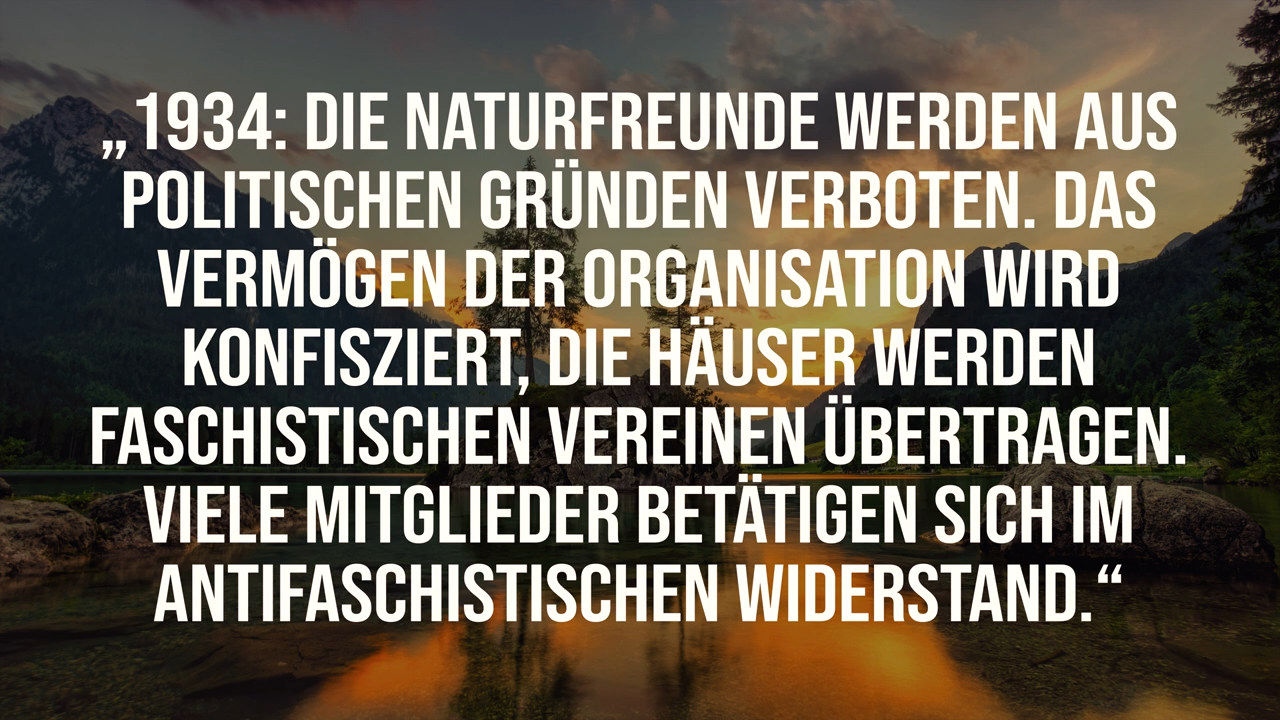 „1934: DIE NATURFREUNDE WERDEN AUS
POLITISCHEN GRÜNDEN VERBOTEN. DAS
VERMÖGEN DER ORGANISATION WIRD
KONFISZIERT, DIE HÄUSER WERDEN
FASCHISTISCHEN VEREINEN ÜBERTRAGEN.
VIELE MITGLIEDER BETÄTIGEN SICH IM
ANTIFASCHISTISCHEN WIDERSTAND.“